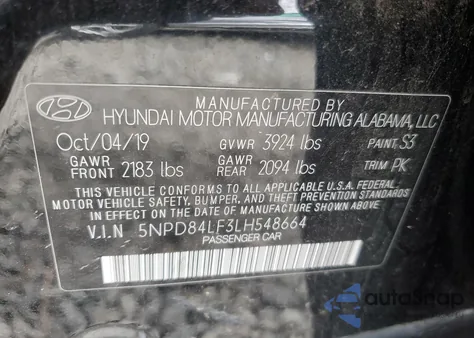 MANUFACTURED BY
HYUNDAI MOTOR MANUFACTURING ALABAMA, LLC
Oct/04/19 GVWR 3924 lbs PAINT S3
GAWR FRONT 2183 lbs GAWR REAR 2094 lbs TRIM PK
THIS VEHICLE CONFORMS TO ALL APPLICABLE U.S.A. FEDERAL
MOTOR VEHICLE SAFETY, BUMPER, AND THEFT PREVENTION STANDARDS
IN EFFECT ON THE DATE OF MANUFACTURE SHOWN ABOVE.
V.I.N 5NPD84LF3LH548664
PASSENGER CAR
autoSnap